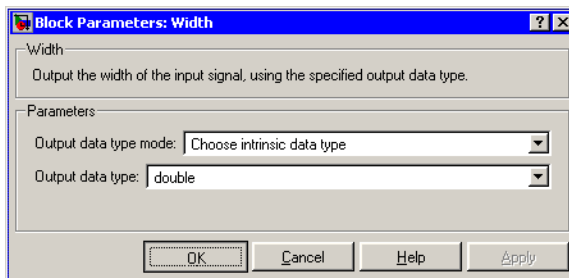 Block Parameters: Width
Width
Output the width of the input signal, using the specified output data type.
Parameters
Output data type mode: Choose intrinsic data type
Output data type: double
OK Cancel Help Apply